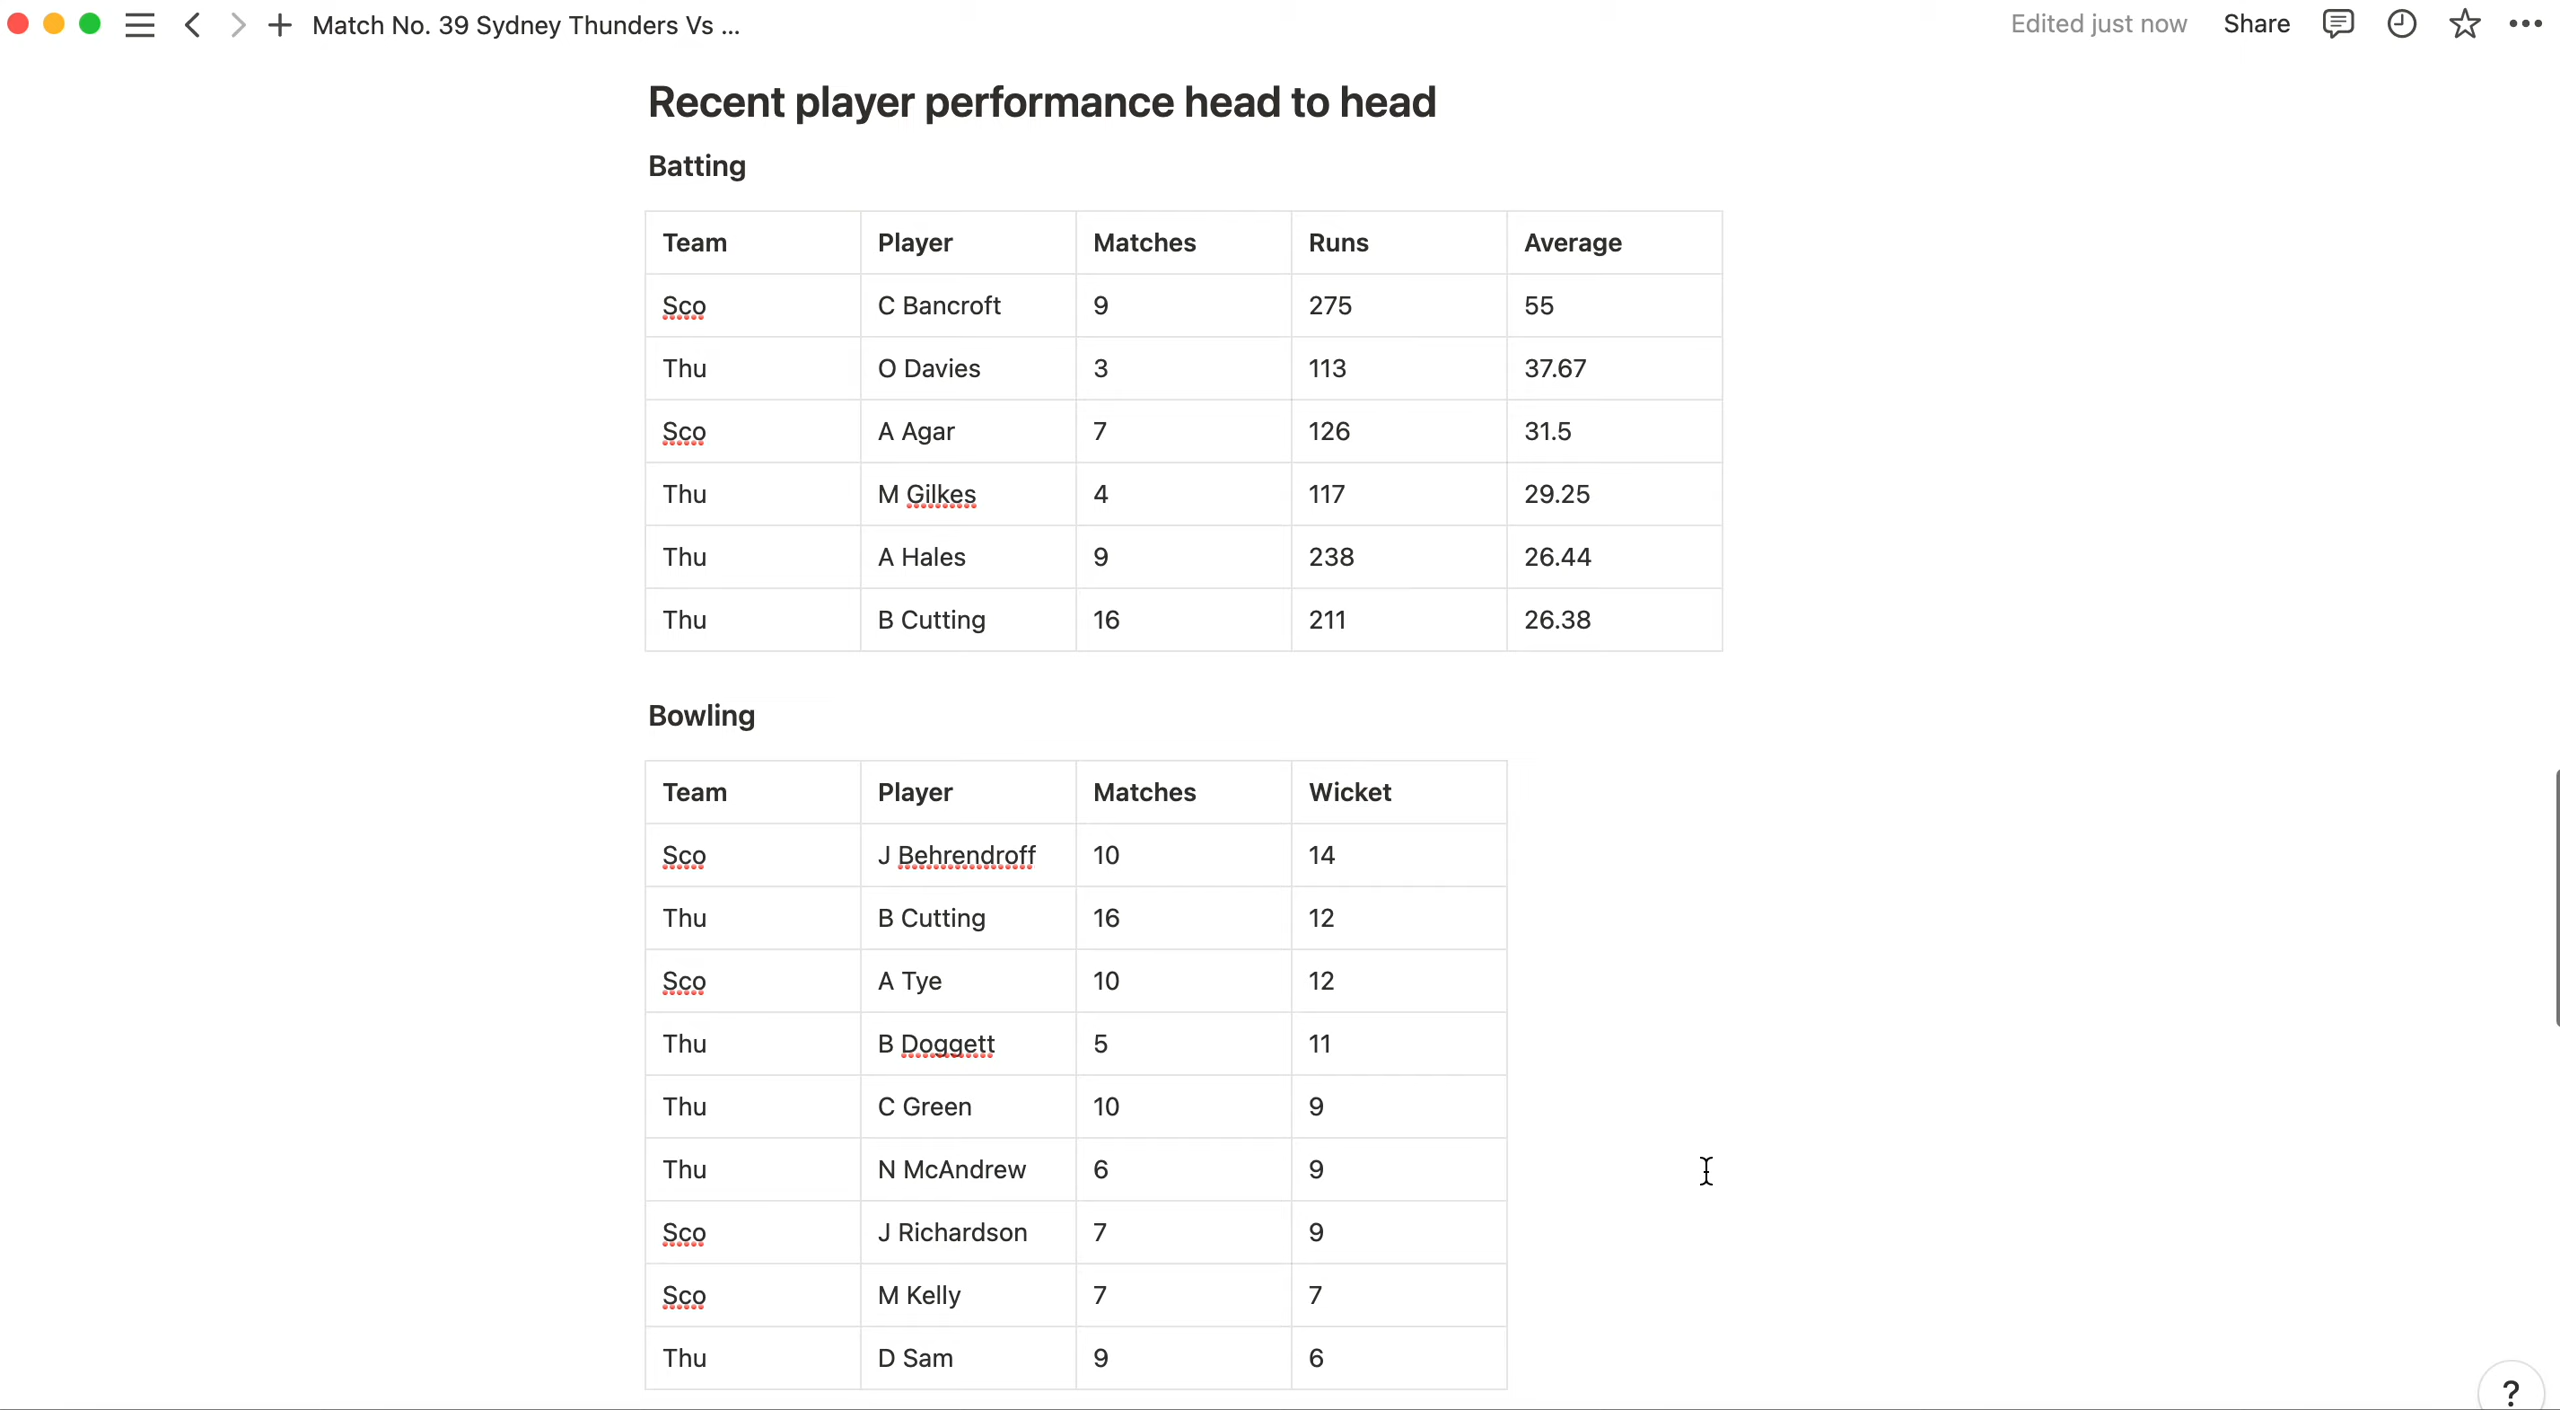 Match No. 39 Sydney Thunders Vs ...
Edited just now Share
Recent player performance head to head
Batting
Team Player Matches Runs Average
Sco C Bancroft 9 275 55
Thu O Davies 3 113 37.67
Sco A Agar 7 126 31.5
Thu M Gilkes 4 117 29.25
Thu A Hales 9 238 26.44
Thu B Cutting 16 211 26.38
Bowling
Team Player Matches Wicket
Sco J Behrendroff 10 14
Thu B Cutting 16 12
Sco A Tye 10 12
Thu B Doggett 5 11
Thu C Green 10 9
Thu N McAndrew 6 9
Sco J Richardson 7 9
Sco M Kelly 7 7
Thu D Sam 9 6
?